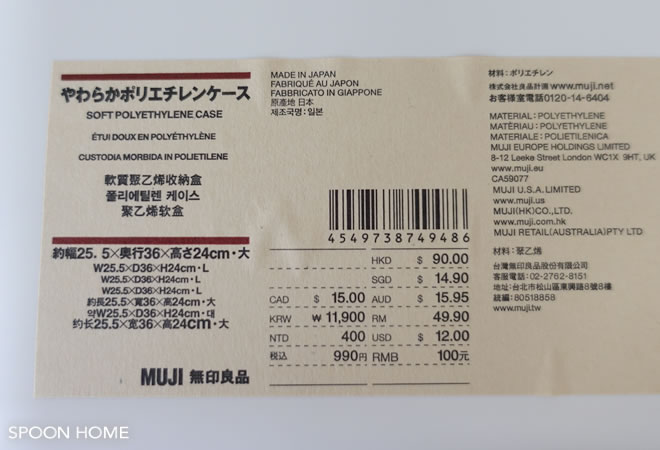 やわらかポリエチレンケース
SOFT POLYETHYLENE CASE
ÉTUI DOUX EN POLYÉTHYLÈNE
CUSTODIA MORBIDA IN POLIETILENE
軟質聚乙烯收納盒
폴리에틸렌 케이스
聚乙烯软盒
約幅25.5×奥行36×高さ24cm・大
W25.5×D36×H24cm・L
W25.5×D36×H24cm・L
W25.5×D36×H24cm・L
約長25.5×寬36×高24cm・大
약W25.5×D36×H24cm・대
约长25.5×宽36×高24cm・大
MUJI 無印良品
MADE IN JAPAN
FABRIQUÉ AU JAPON
FABBRICATO IN GIAPPONE
原產地 日本
제조국명:일본
4549738749486
HKD $ 90.00
SGD $ 14.90
CAD $ 15.00 AUD $ 15.95
KRW ₩ 11,900 RM 49.90
NTD 400 USD $ 12.00
税込 990円 RMB 100元
材料:ポリエチレン
株式会社良品計画 www.muji.net
お客様室電話0120-14-6404
MATERIAL:POLYETHYLENE
MATÉRIAU:POLYÉTHYLÈNE
MATERIALE:POLIETILENICA
MUJI EUROPE HOLDINGS LIMITED
8-12 Leeke Street London WC1X 9HT, UK
www.muji.eu
CA59077
MUJI U.S.A. LIMITED
www.muji.us
MUJI(HK)CO.,LTD.
www.muji.com.hk
MUJI RETAIL(AUSTRALIA)PTY LTD
材料:聚乙烯
台灣無印良品股份有限公司
客服電話:02-2762-8151
地址:台北市松山區東興路8號8樓
統編:80518858
www.muji.tw
SPOON HOME